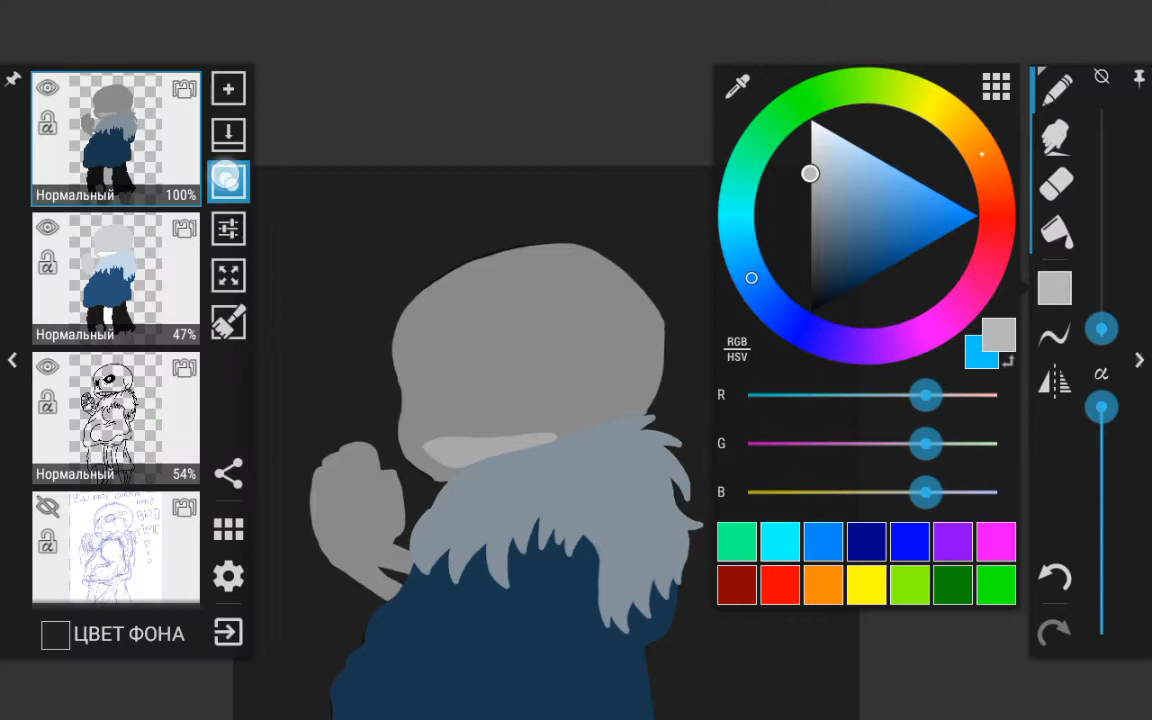 Нормальный 100%
Нормальный 47%
Нормальный 54%
ЦВЕТ ФОНА
RGB
HSV
R
G
B
α